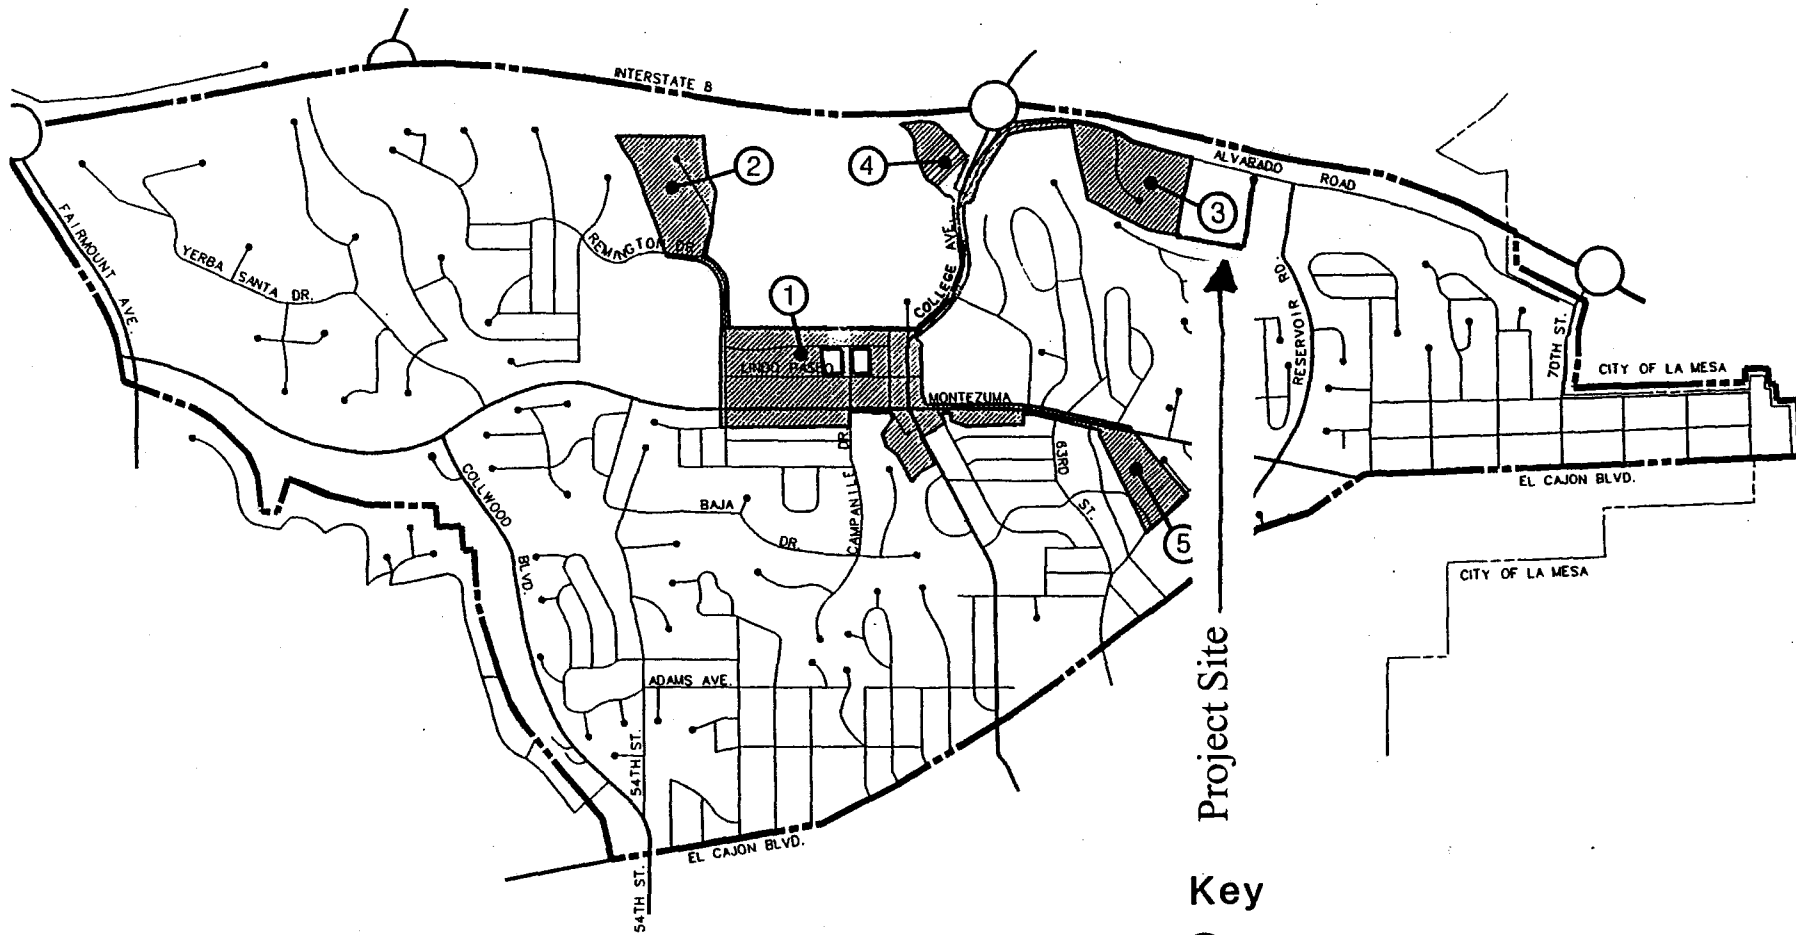 INTERSTATE 8
ALVARADO
ROAD
2
4
3
FAIRMOUNT
AVE.
YERBA
SANTA
DR.
REMINGTON DR.
COLLEGE AVE.
1
LINDO PASEO
RESERVOIR RD.
70TH ST.
CITY OF LA MESA
MONTEZUMA
COLLWOOD
BLVD.
DR.
CAMPANILE
63RD
ST.
BAJA
DR.
5
EL CAJON BLVD.
CITY OF LA MESA
ADAMS AVE.
54TH ST.
Project Site
EL CAJON BLVD.
54TH ST.
Key